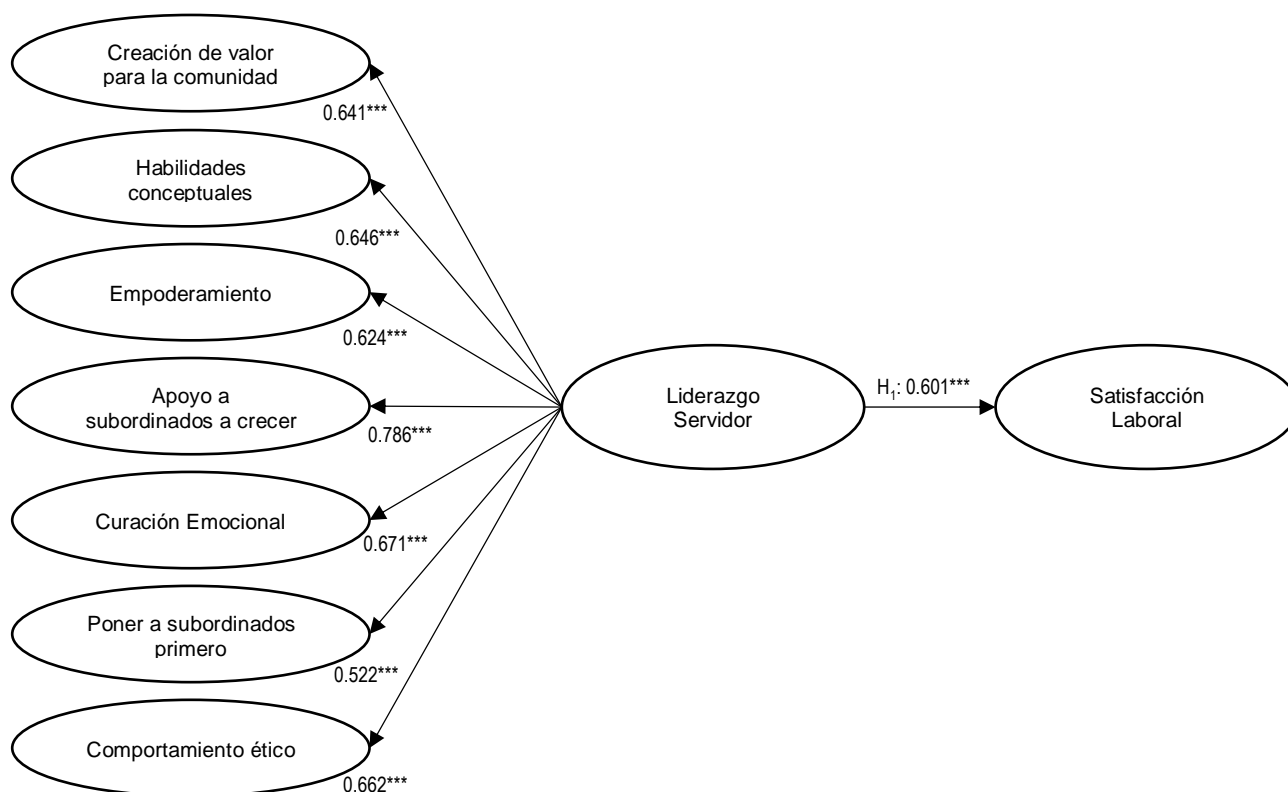 Creación de valor
para la comunidad
0.641***
Habilidades
conceptuales
0.646***
Empoderamiento
0.624***
Apoyo a
subordinados a crecer
0.786***
Curación Emocional
0.671***
Poner a subordinados
primero
0.522***
Comportamiento ético
0.662***
Liderazgo
Servidor
H₁: 0.601***
Satisfacción
Laboral